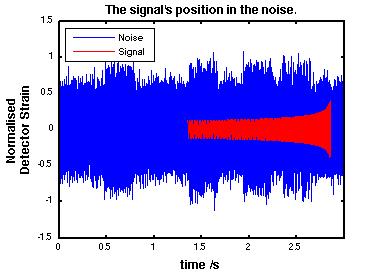 The signal's position in the noise.
Noise
Signal
Normalised
Detector Strain
1.5
1
0.5
0
-0.5
-1
-1.5
0
0.5
1
1.5
2
2.5
time /s